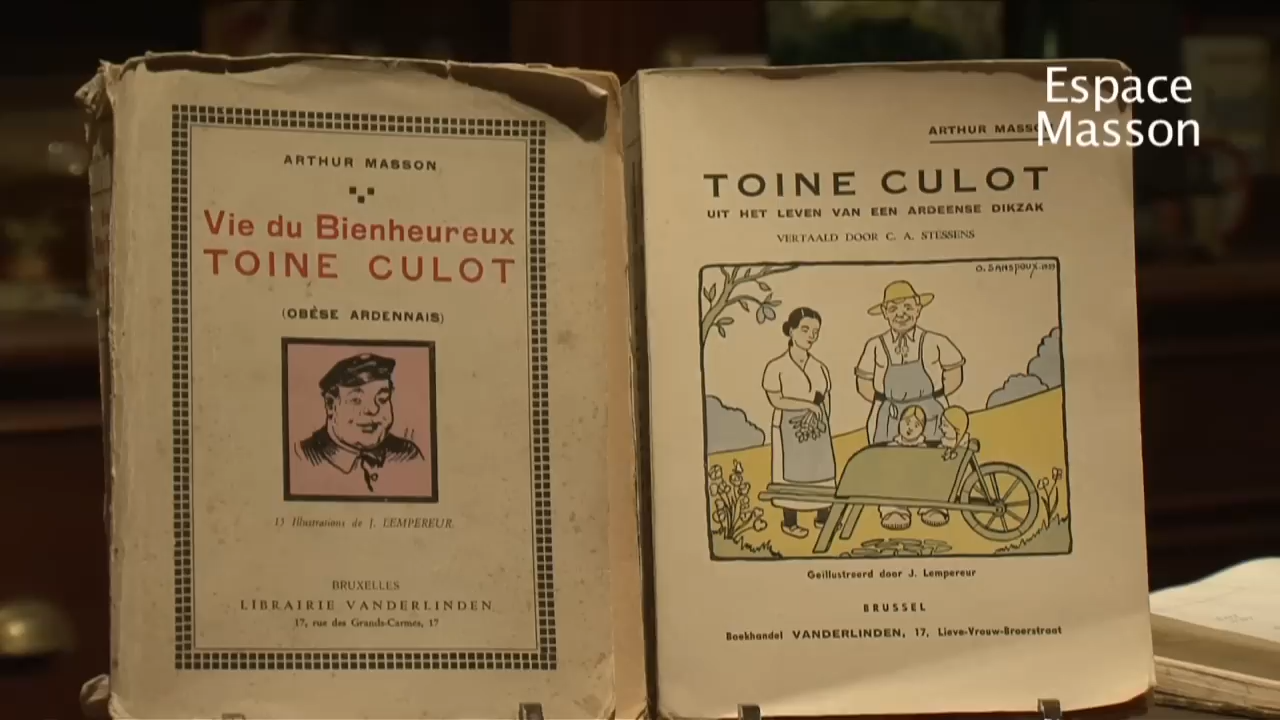 ARTHUR MASSON
Vie du Bienheureux
TOINE CULOT
(OBÈSE ARDENNAIS)
15 Illustrations de J. LEMPEREUR.
BRUXELLES
LIBRAIRIE VANDERLINDEN
17, rue des Grands-Carmes, 17
Espace
Masson
ARTHUR MASSO
TOINE CULOT
UIT HET LEVEN VAN EEN ARDEENSE DIKZAK
VERTAALD DOOR C. A. STESSENS
Geïllustreerd door J. Lempereur
BRUSSEL
Boekhandel VANDERLINDEN, 17, Lieve-Vrouw-Broerstraat